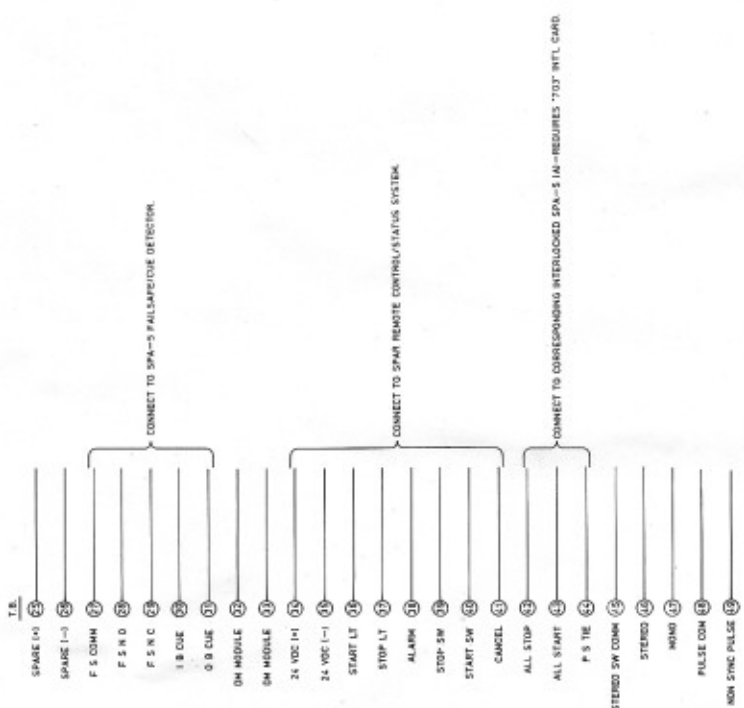 T.B.
SPARE (+) 25
SPARE (-) 26
F S COMM 27
F S N O 28
F S N C 29
I B CUE 30
O B CUE 31
DM MODULE 32
DM MODULE 33
24 VDC (+) 34
24 VDC (-) 35
START LT 36
STOP LT 37
ALARM 38
STOP SW 39
START SW 40
CANCEL 41
ALL STOP 42
ALL START 43
P S TIE 44
STEREO SW COMM 45
STEREO 46
MONO 47
PULSE COM 48
NON SYNC PULSE 49
CONNECT TO SPA-5 FAILSAFE/CUE DETECTOR.
CONNECT TO SPAR REMOTE CONTROL/STATUS SYSTEM.
CONNECT TO CORRESPONDING INTERLOCKED SPA-5 (A)-REQUIRES "703" INT'L CARD.